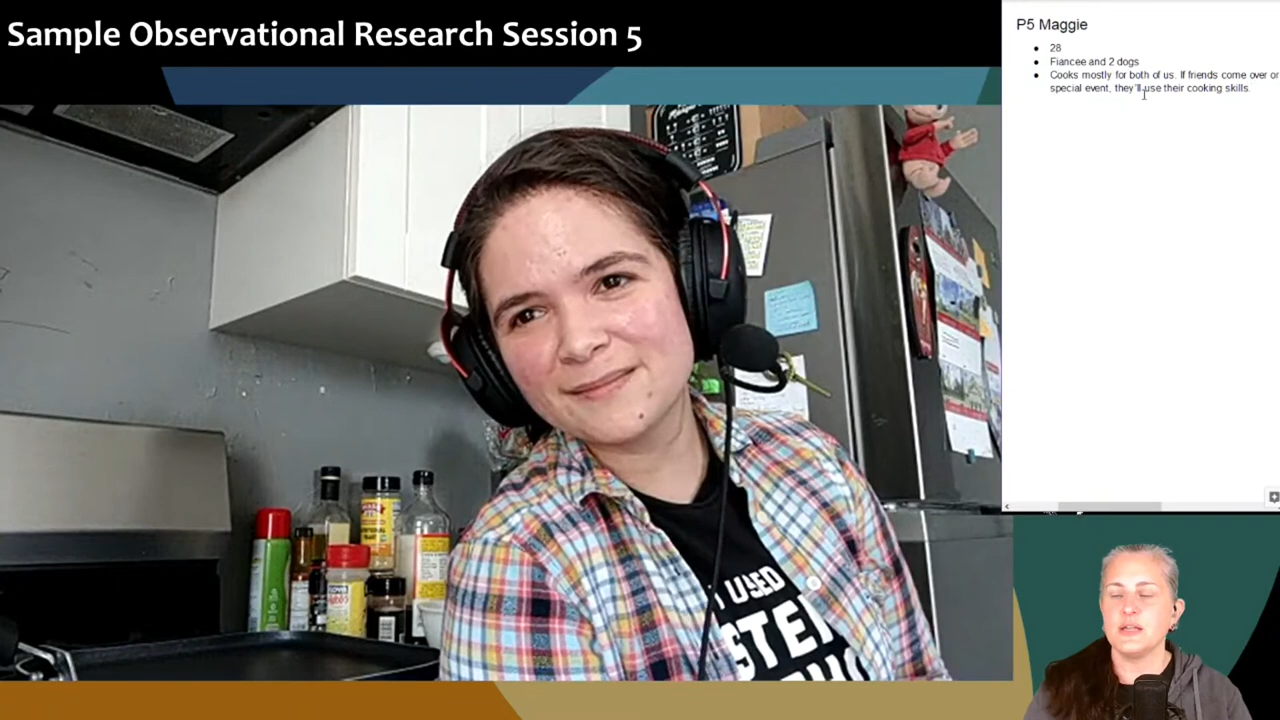 Sample Observational Research Session 5
P5 Maggie
28
Fiancee and 2 dogs
Cooks mostly for both of us. If friends come over or
special event, they'll use their cooking skills.
USED